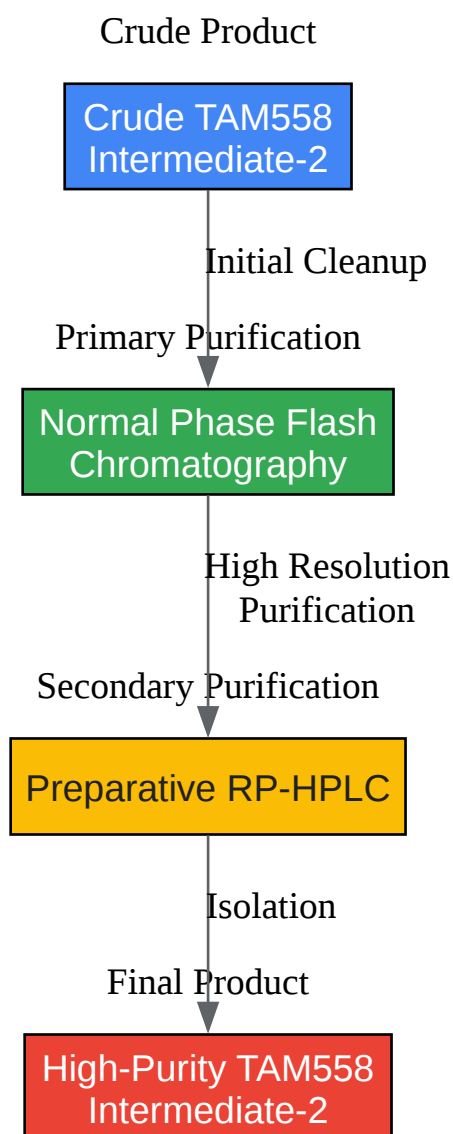 Crude Product
Crude TAM558
Intermediate-2
Initial Cleanup
Primary Purification
Normal Phase Flash
Chromatography
High Resolution
Purification
Secondary Purification
Preparative RP-HPLC
Isolation
Final Product
High-Purity TAM558
Intermediate-2